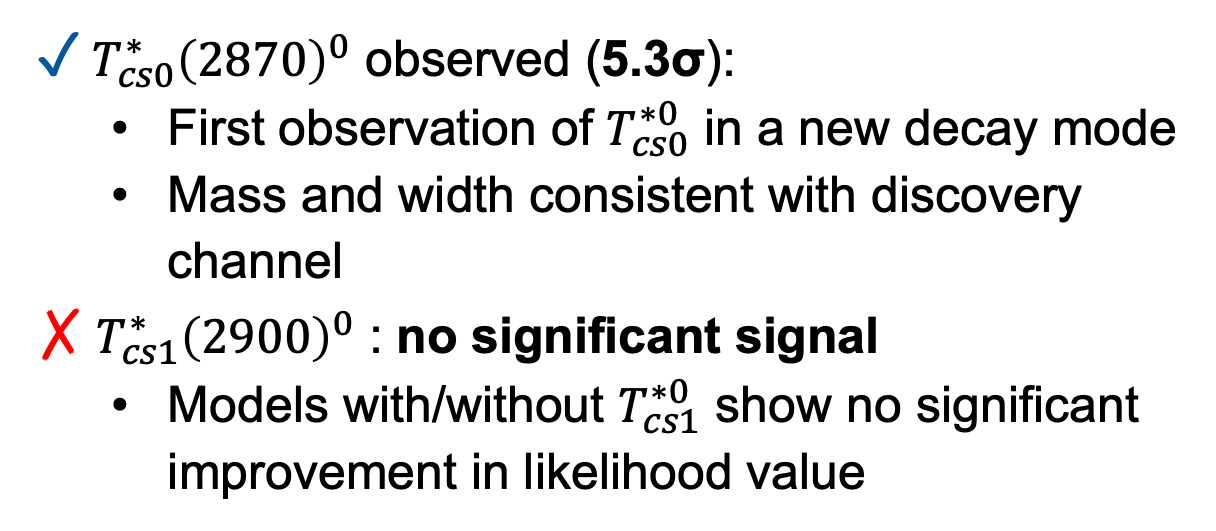 ✓ T*cs0(2870)⁰ observed (5.3σ):
• First observation of T*⁰cs0 in a new decay mode
• Mass and width consistent with discovery
channel
✗ T*cs1(2900)⁰ : no significant signal
• Models with/without T*⁰cs1 show no significant
improvement in likelihood value